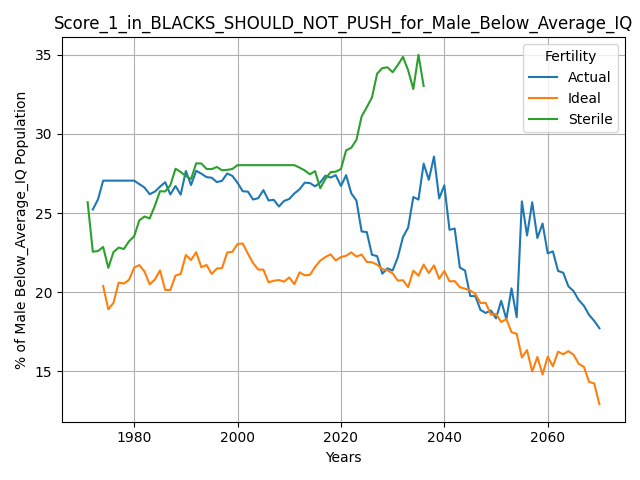 Score_1_in_BLACKS_SHOULD_NOT_PUSH_for_Male_Below_Average_IQ
Fertility
Actual
Ideal
Sterile
% of Male Below_Average_IQ Population
35
30
25
20
15
1980
2000
2020
2040
2060
Years